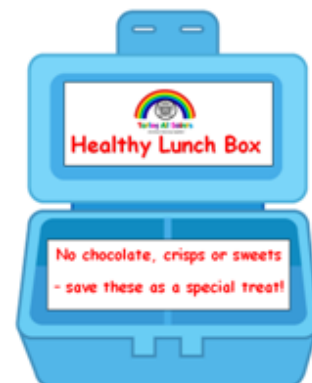 Healthy Lunch Box
No chocolate, crisps or sweets
- save these as a special treat!